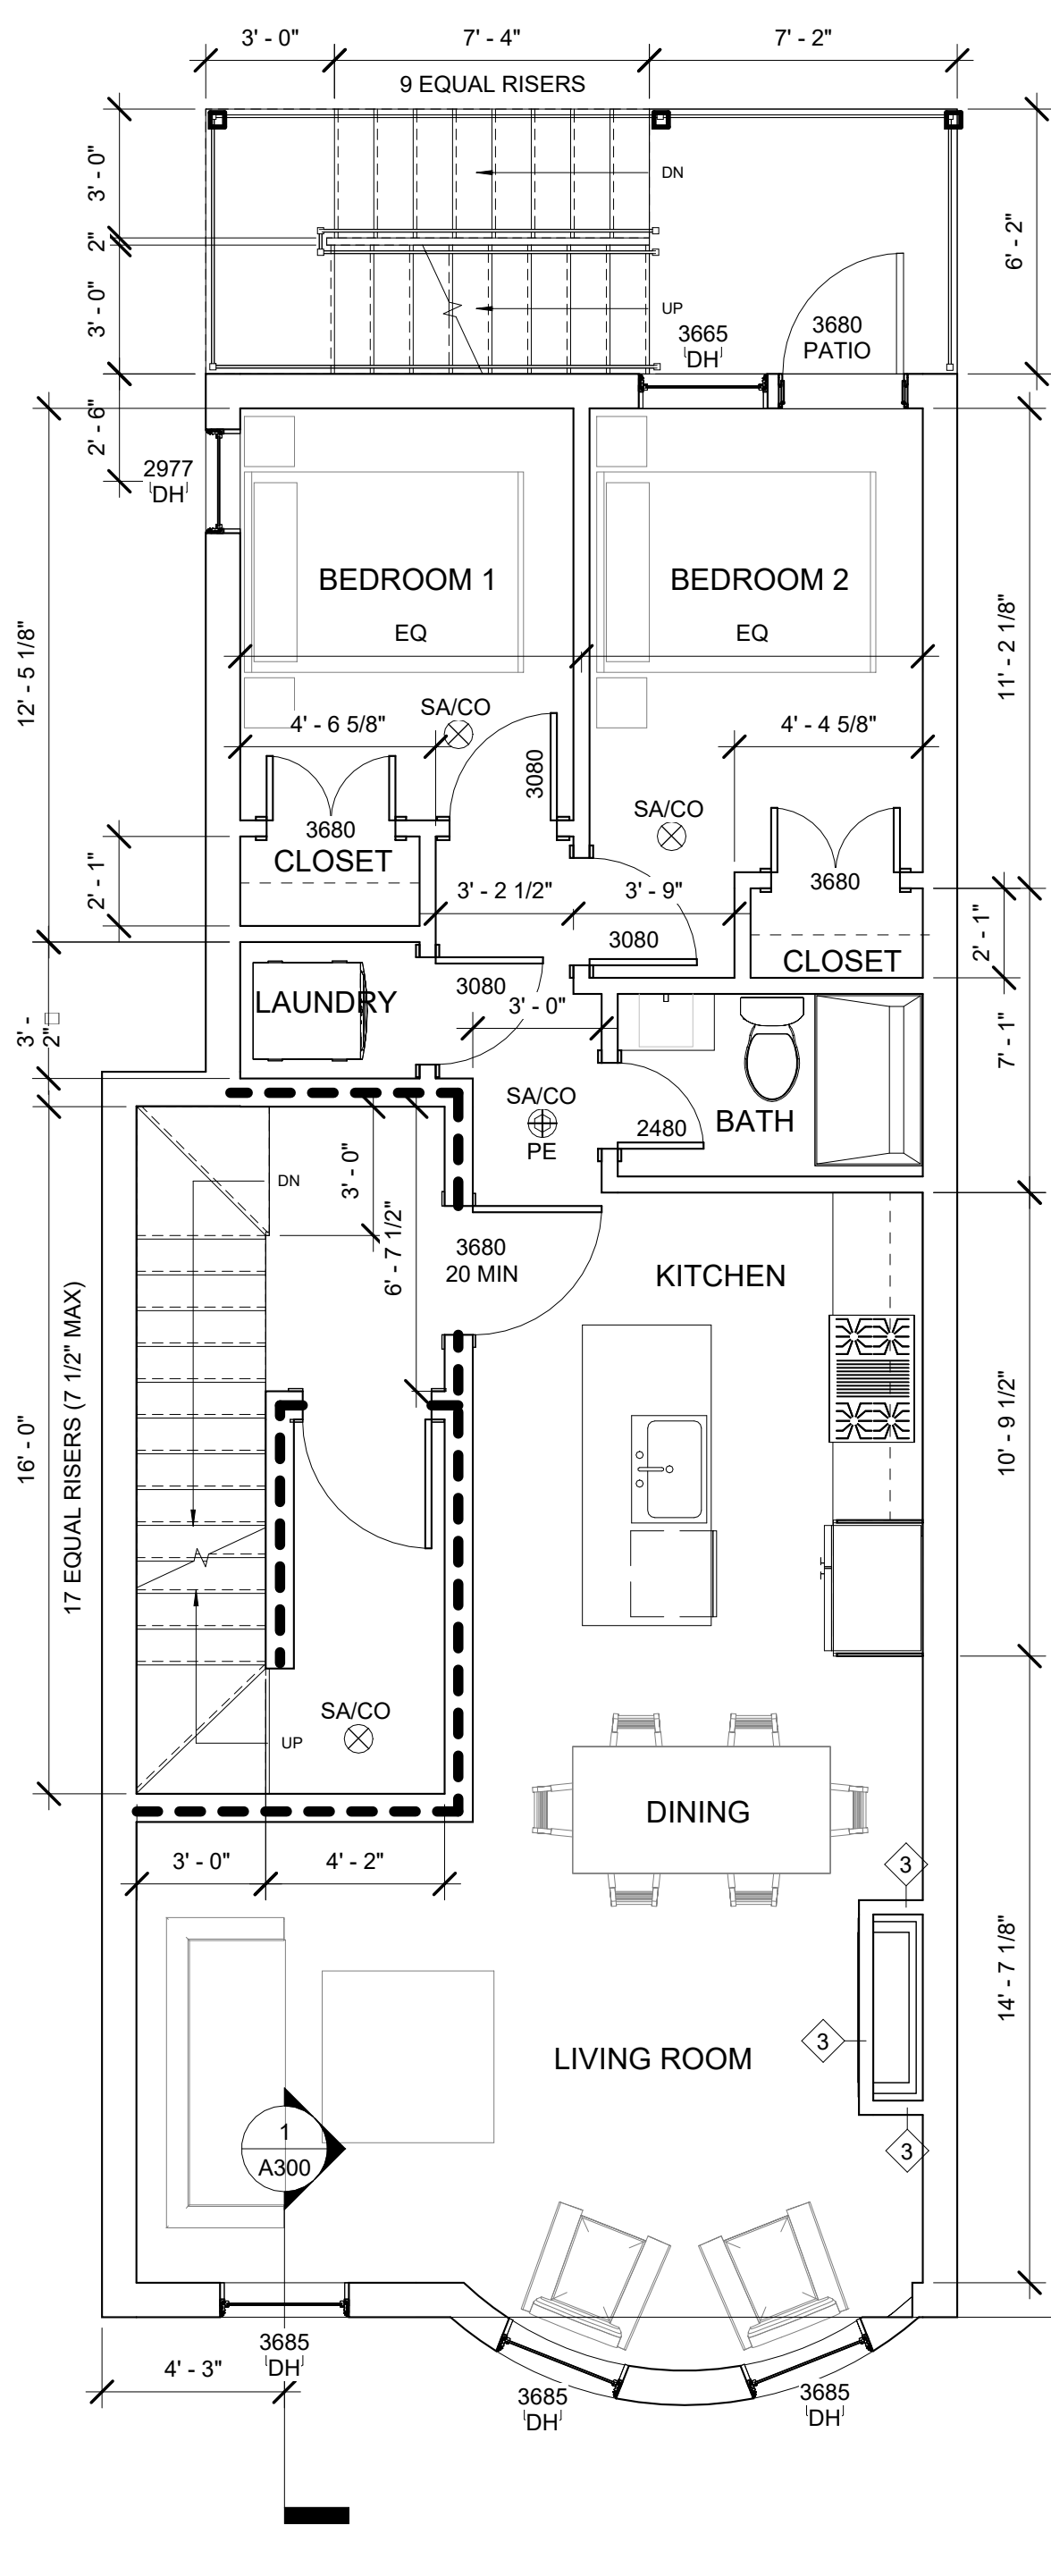 3' - 0"
7' - 4"
7' - 2"
9 EQUAL RISERS
3' - 0"
DN
2"
6' - 2"
3' - 0"
UP
3665
DH
3680
PATIO
2' - 6"
2977
DH
BEDROOM 1
BEDROOM 2
EQ
EQ
12' - 5 1/8"
11' - 2 1/8"
SA/CO
4' - 6 5/8"
4' - 4 5/8"
3080
SA/CO
3680
CLOSET
3680
2' - 1"
3' - 2 1/2"
3' - 9"
3080
2' - 1"
CLOSET
3080
LAUNDRY
3' - 0"
3' -
2"
7' - 1"
SA/CO
PE
2480
BATH
DN
3' - 0"
6' - 7 1/2"
3680
20 MIN
KITCHEN
17 EQUAL RISERS (7 1/2" MAX)
16' - 0"
10' - 9 1/2"
SA/CO
UP
DINING
3' - 0"
4' - 2"
3
14' - 7 1/8"
3
LIVING ROOM
1
A300
3
3685
DH
4' - 3"
3685
DH
3685
DH